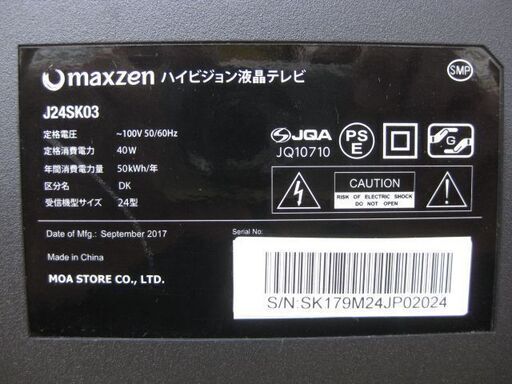 maxzen ハイビジョン液晶テレビ
SMP
J24SK03
定格電圧 ~100V 50/60Hz
定格消費電力 40W
年間消費電力量 50kWh/年
区分名 DK
受信機型サイズ 24型
JQA
JQ10710
PS
E
G
CAUTION
RISK OF ELECTRIC SHOCK
DO NOT OPEN
Date of Mfg.: September 2017
Made in China
MOA STORE CO., LTD.
Serial No:
S/N:SK179M24JP02024